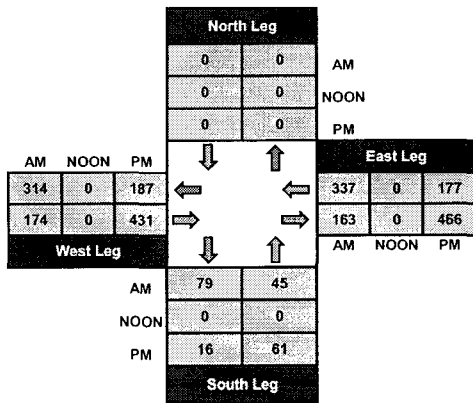 North Leg
0 0 AM
0 0 NOON
0 0 PM
AM NOON PM
East Leg
314 0 187
337 0 177
174 0 431
163 0 466
West Leg
AM NOON PM
AM 79 45
NOON 0 0
PM 16 61
South Leg